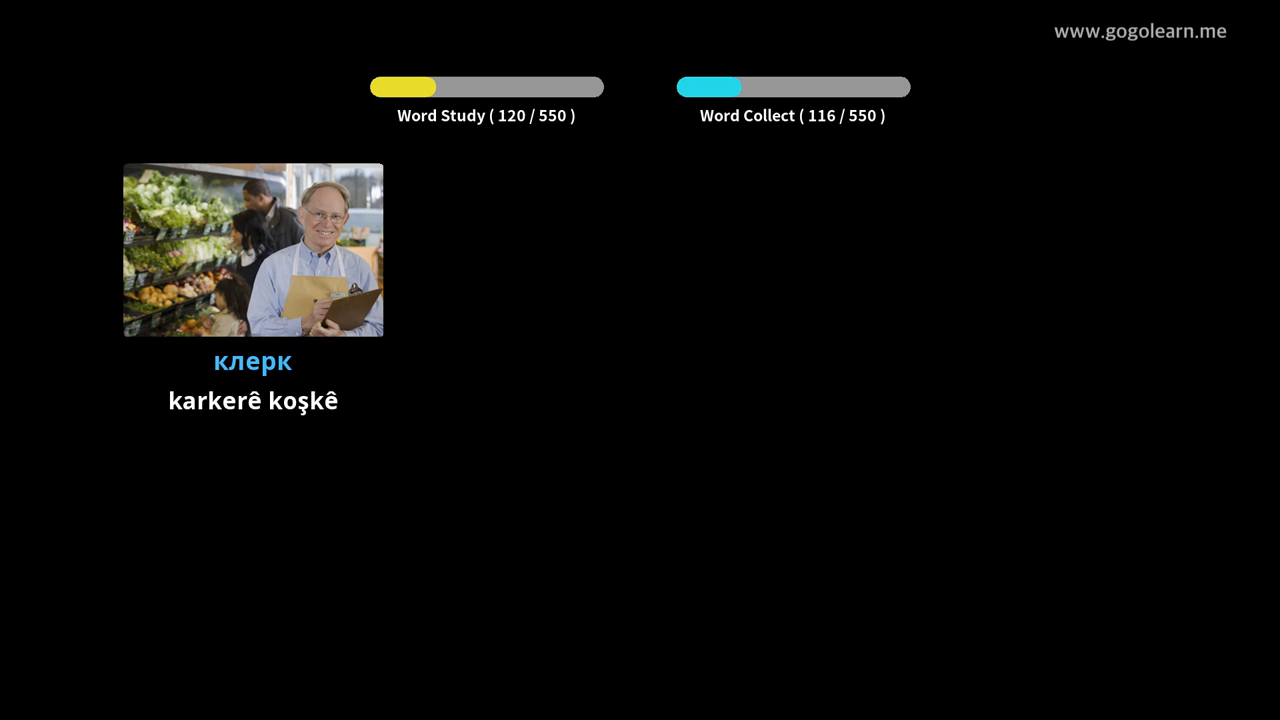 www.gogolearn.me
Word Study ( 120 / 550 )
Word Collect ( 116 / 550 )
клерк
karkerê koşkê